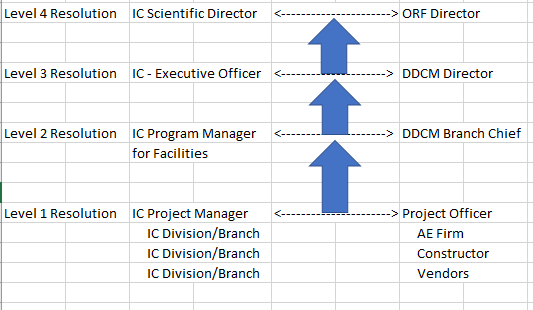 Level 4 Resolution IC Scientific Director <--------------------> ORF Director
Level 3 Resolution IC - Executive Officer <--------------------> DDCM Director
Level 2 Resolution IC Program Manager <--------------------> DDCM Branch Chief
for Facilities
Level 1 Resolution IC Project Manager <--------------------> Project Officer
IC Division/Branch AE Firm
IC Division/Branch Constructor
IC Division/Branch Vendors